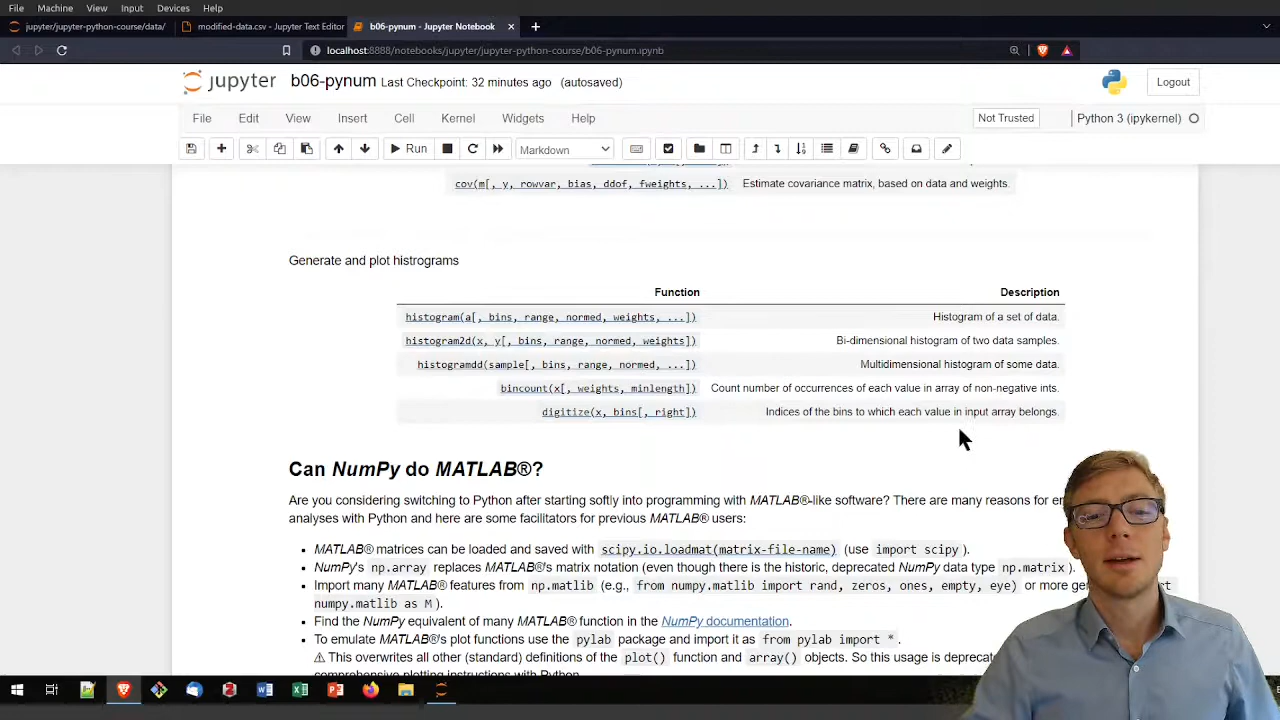 File Machine View Input Devices Help
jupyter/jupyter-python-course/data/ modified-data.csv - Jupyter Text Editor b06-pynum - Jupyter Notebook
localhost:8888/notebooks/jupyter/jupyter-python-course/b06-pynum.ipynb
jupyter b06-pynum Last Checkpoint: 32 minutes ago (autosaved) Logout
File Edit View Insert Cell Kernel Widgets Help Not Trusted Python 3 (ipykernel)
Run Markdown
cov(m[, y, rowvar, bias, ddof, fweights, ...]) Estimate covariance matrix, based on data and weights.
Generate and plot histrograms
Function Description
histogram(a[, bins, range, normed, weights, ...]) Histogram of a set of data.
histogram2d(x, y[, bins, range, normed, weights]) Bi-dimensional histogram of two data samples.
histogramdd(sample[, bins, range, normed, ...]) Multidimensional histogram of some data.
bincount(x[, weights, minlength]) Count number of occurrences of each value in array of non-negative ints.
digitize(x, bins[, right]) Indices of the bins to which each value in input array belongs.
Can NumPy do MATLAB®?
Are you considering switching to Python after starting softly into programming with MATLAB®-like software? There are many reasons for
analyses with Python and here are some facilitators for previous MATLAB® users:
• MATLAB® matrices can be loaded and saved with scipy.io.loadmat(matrix-file-name) (use import scipy).
• NumPy's np.array replaces MATLAB®'s matrix notation (even though there is the historic, deprecated NumPy data type np.matrix).
• Import many MATLAB® features from np.matlib (e.g., from numpy.matlib import rand, zeros, ones, empty, eye) or more
numpy.matlib as M).
• Find the NumPy equivalent of many MATLAB® function in the NumPy documentation.
• To emulate MATLAB®'s plot functions use the pylab package and import it as from pylab import *.
⚠ This overwrites all other (standard) definitions of the plot() function and array() objects. So this usage is
comprehensive plotting instructions with Python.